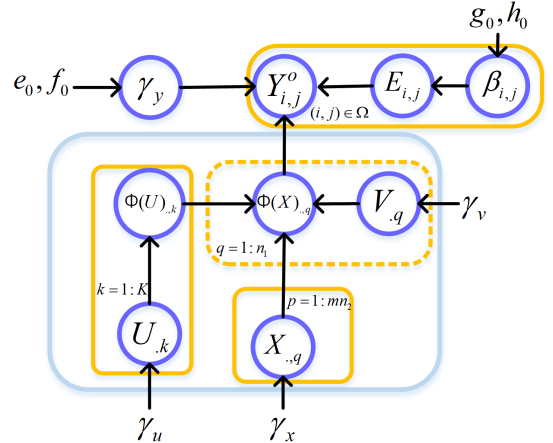 g₀, h₀
e₀, f₀
γ_y
Y^o_{i,j}
E_{i,j}
β_{i,j}
(i, j) ∈ Ω
Φ(U)_{.,k}
Φ(X)_{.,q}
V_{.q}
γ_v
q = 1 : n₁
k = 1 : K
p = 1 : mn₂
U_{.k}
X_{.,q}
γ_u
γ_x